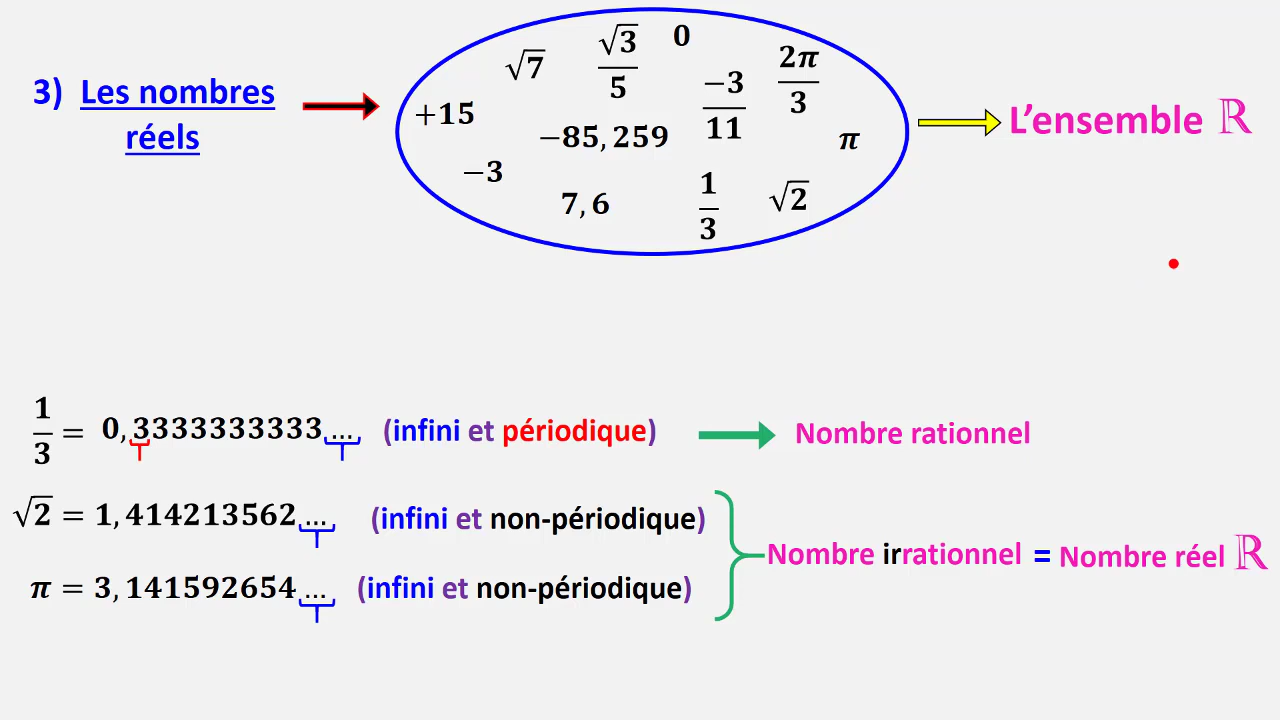 3) Les nombres réels
√7 √3/5 0 2π/3
+15 −85,259 −3/11 π
−3 7,6 1/3 √2
L'ensemble ℝ
1/3 = 0,33333333333... (infini et périodique) Nombre rationnel
√2 = 1,414213562... (infini et non-périodique)
π = 3,141592654... (infini et non-périodique)
Nombre irrationnel = Nombre réel ℝ